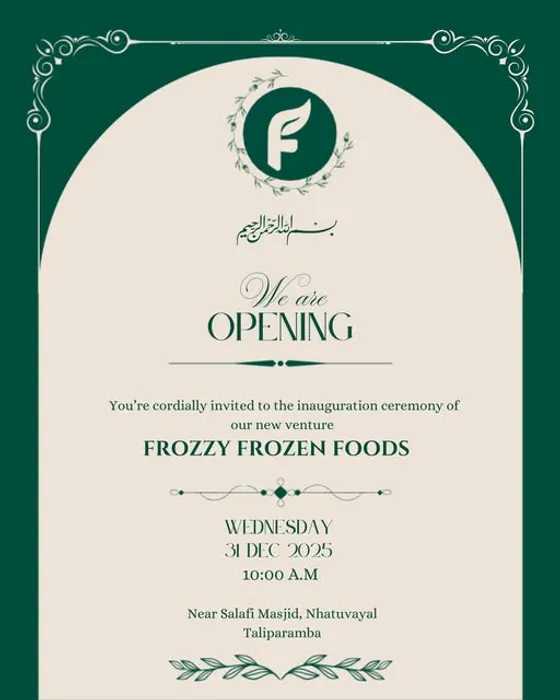 F
بسم الله الرحمن الرحيم
We are
OPENING
You're cordially invited to the inauguration ceremony of
our new venture
FROZZY FROZEN FOODS
WEDNESDAY
31 DEC 2025
10:00 A.M
Near Salafi Masjid, Nhatuvayal
Taliparamba